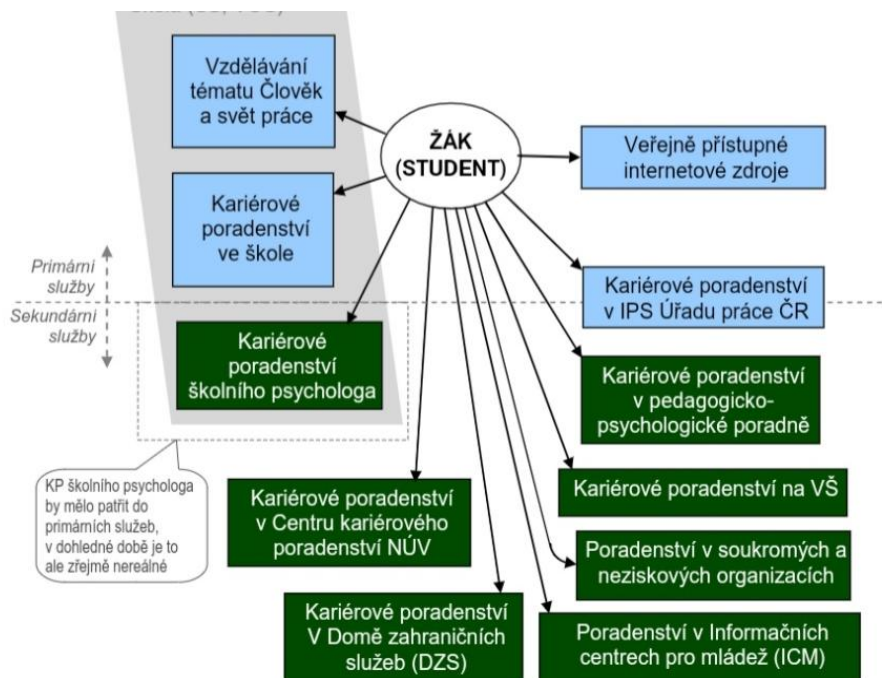 Vzdělávání
tématu Člověk
a svět práce
ŽÁK
(STUDENT)
Veřejně přístupné
internetové zdroje
Kariérové
poradenství
ve škole
Primární
služby
Kariérové poradenství
v IPS Úřadu práce ČR
Sekundární
služby
Kariérové
poradenství
školního psychologa
Kariérové poradenství
v pedagogicko-
psychologické poradně
KP školního psychologa
by mělo patřit do
primárních služeb,
v dohledné době je to
ale zřejmě nereálné
Kariérové poradenství
v Centru kariérového
poradenství NÚV
Kariérové poradenství na VŠ
Poradenství v soukromých a
neziskových organizacích
Kariérové poradenství
V Domě zahraničních
služeb (DZS)
Poradenství v Informačních
centrech pro mládež (ICM)